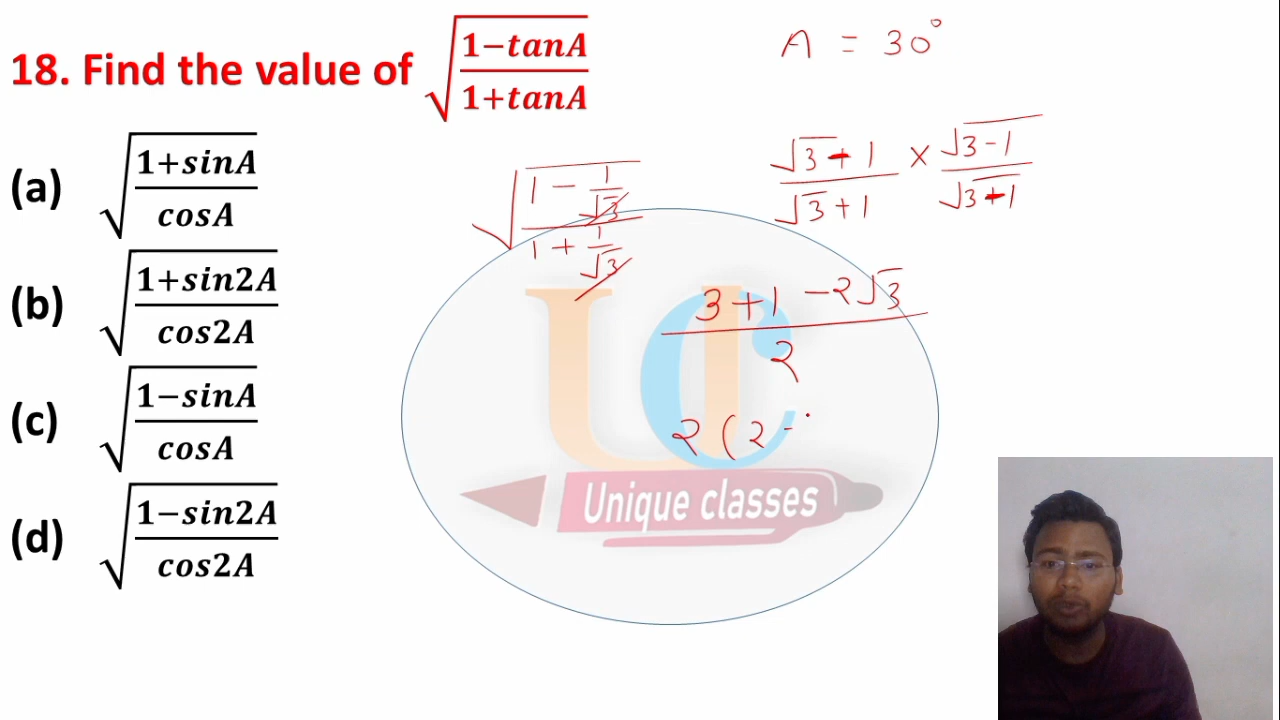 18. Find the value of √((1−tanA)/(1+tanA))
A = 30°
(a) √((1+sinA)/cosA)
(b) √((1+sin2A)/cos2A)
(c) √((1−sinA)/cosA)
(d) √((1−sin2A)/cos2A)
√((1 − 1/√3)/(1 + 1/√3))
(√3 + 1)/(√3 + 1) × (√3 − 1)/(√3 + 1)
(3 + 1 − 2√3)/2
2 ( 2 -
UC
Unique classes